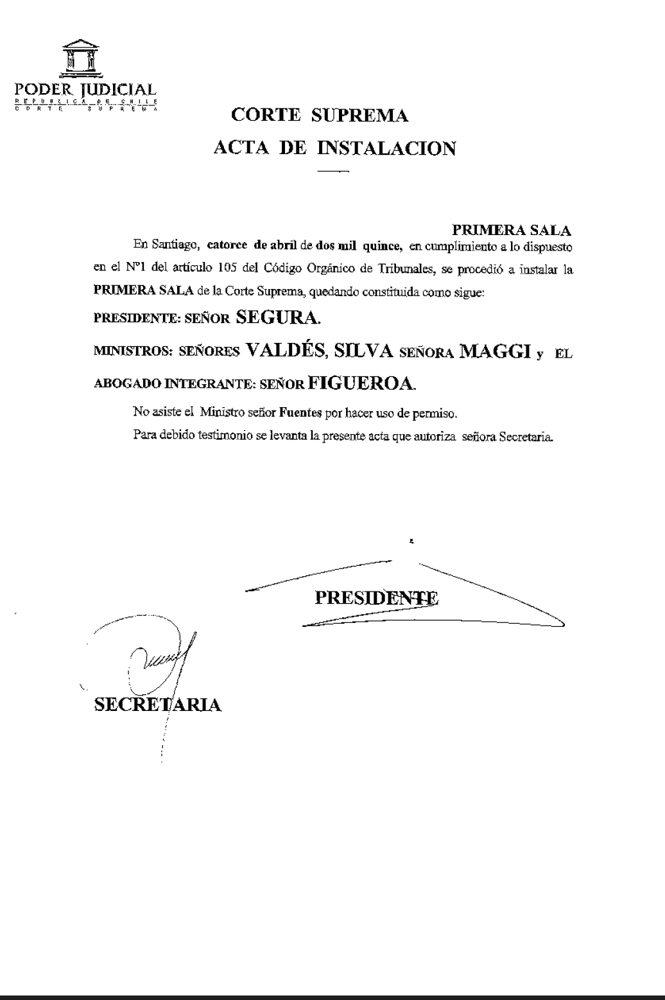 PODER JUDICIAL
REPUBLICA DE CHILE
CORTE SUPREMA
CORTE SUPREMA
ACTA DE INSTALACION
PRIMERA SALA
En Santiago, catorce de abril de dos mil quince, en cumplimiento a lo dispuesto
en el Nº1 del artículo 105 del Código Orgánico de Tribunales, se procedió a instalar la
PRIMERA SALA de la Corte Suprema, quedando constituida como sigue:
PRESIDENTE: SEÑOR SEGURA.
MINISTROS: SEÑORES VALDÉS, SILVA SEÑORA MAGGI y EL
ABOGADO INTEGRANTE: SEÑOR FIGUEROA.
No asiste el Ministro señor Fuentes por hacer uso de permiso.
Para debido testimonio se levanta la presente acta que autoriza señora Secretaria.
PRESIDENTE
SECRETARIA